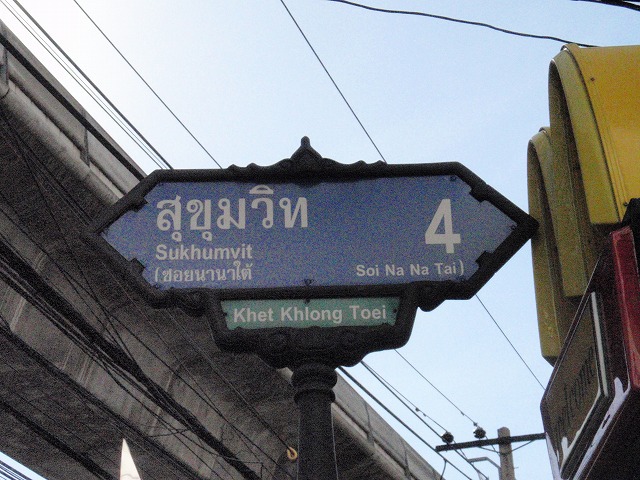 สุขุมวิท 4
Sukhumvit
(ซอยนานาใต้ Soi Na Na Tai)
Khet Khlong Toei